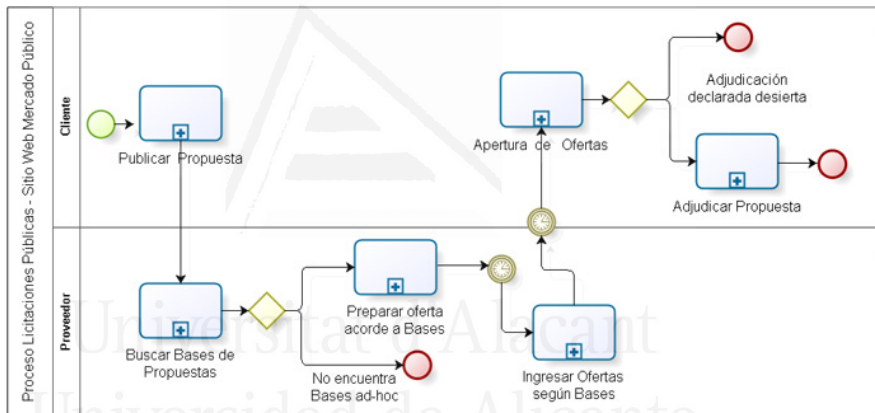 Proceso Licitaciones Públicas - Sitio Web Mercado Público
Cliente
Publicar Propuesta
Apertura de Ofertas
Adjudicación
declarada desierta
Adjudicar Propuesta
Proveedor
Buscar Bases de
Propuestas
Preparar oferta
acorde a Bases
No encuentra
Bases ad-hoc
Ingresar Ofertas
según Bases
Universitat d'Alacant
Universidad de Alicante